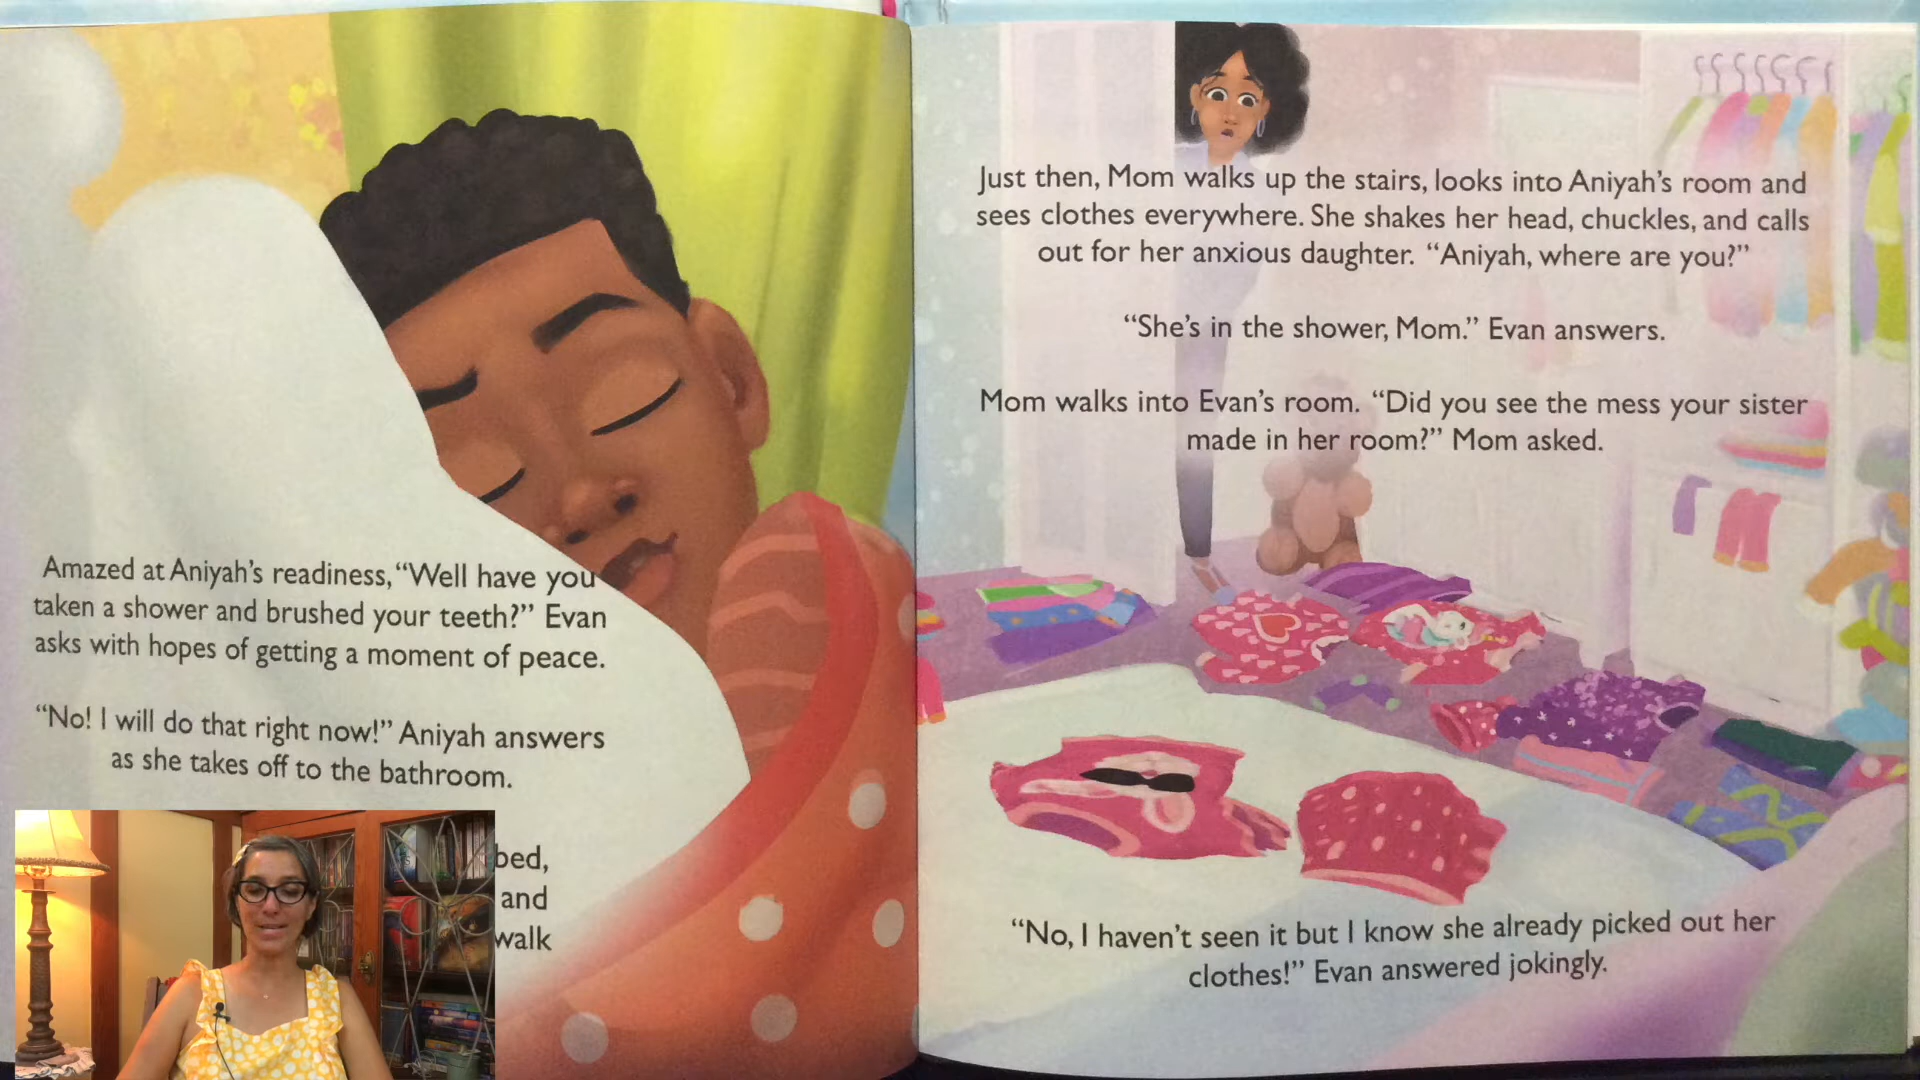 Amazed at Aniyah's readiness, “Well have you
taken a shower and brushed your teeth?” Evan
asks with hopes of getting a moment of peace.
“No! I will do that right now!” Aniyah answers
as she takes off to the bathroom.
bed,
and
walk
Just then, Mom walks up the stairs, looks into Aniyah's room and
sees clothes everywhere. She shakes her head, chuckles, and calls
out for her anxious daughter. “Aniyah, where are you?”
“She's in the shower, Mom.” Evan answers.
Mom walks into Evan's room. “Did you see the mess your sister
made in her room?” Mom asked.
“No, I haven't seen it but I know she already picked out her
clothes!” Evan answered jokingly.